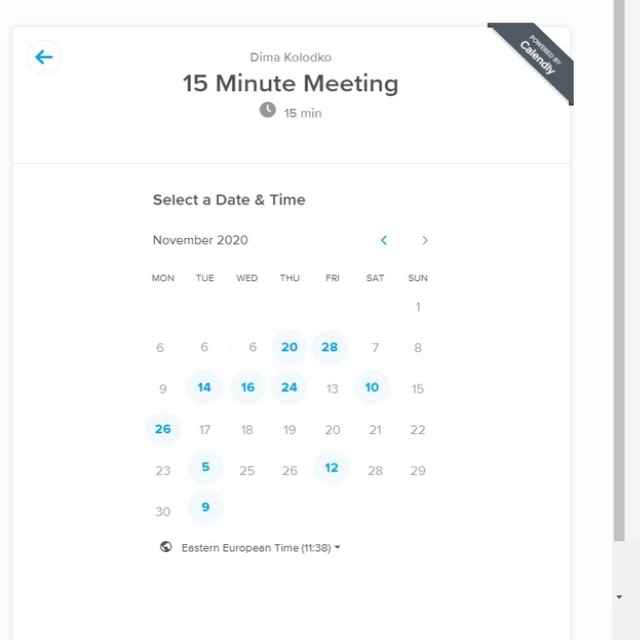 POWERED BY
Calendly
Dima Kolodko
15 Minute Meeting
15 min
Select a Date & Time
November 2020
MON TUE WED THU FRI SAT SUN
1
6 6 6 20 28 7 8
9 14 16 24 13 10 15
26 17 18 19 20 21 22
23 5 25 26 12 28 29
30 9
Eastern European Time (11:38)